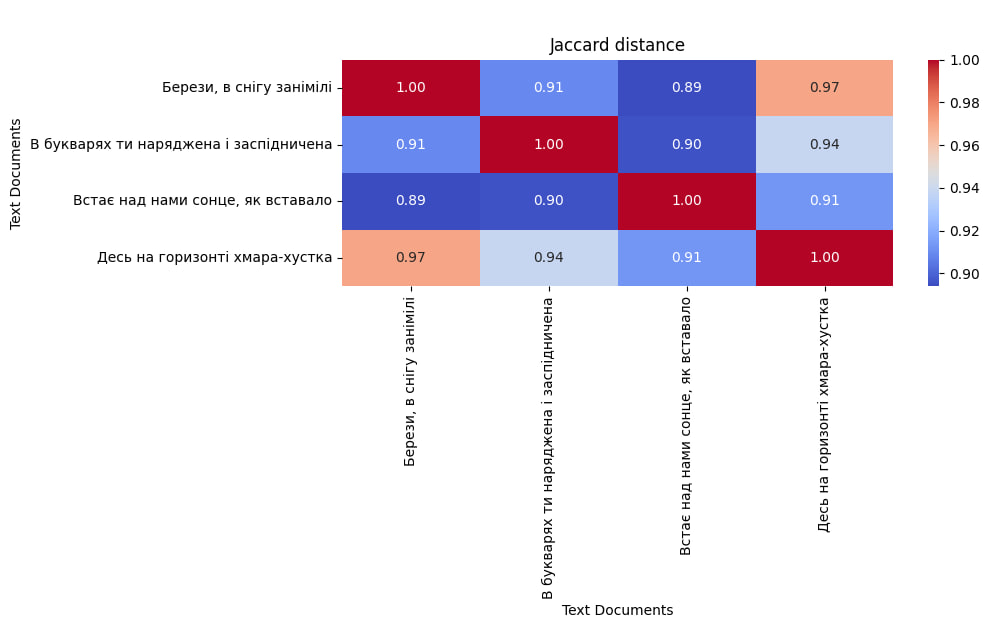 Jaccard distance
Text Documents
Берези, в снігу занімілі
1.00 0.91 0.89 0.97
В букварях ти наряджена і заспідничена
0.91 1.00 0.90 0.94
Встає над нами сонце, як вставало
0.89 0.90 1.00 0.91
Десь на горизонті хмара-хустка
0.97 0.94 0.91 1.00
Берези, в снігу занімілі
В букварях ти наряджена і заспідничена
Встає над нами сонце, як вставало
Десь на горизонті хмара-хустка
Text Documents
1.00
0.98
0.96
0.94
0.92
0.90